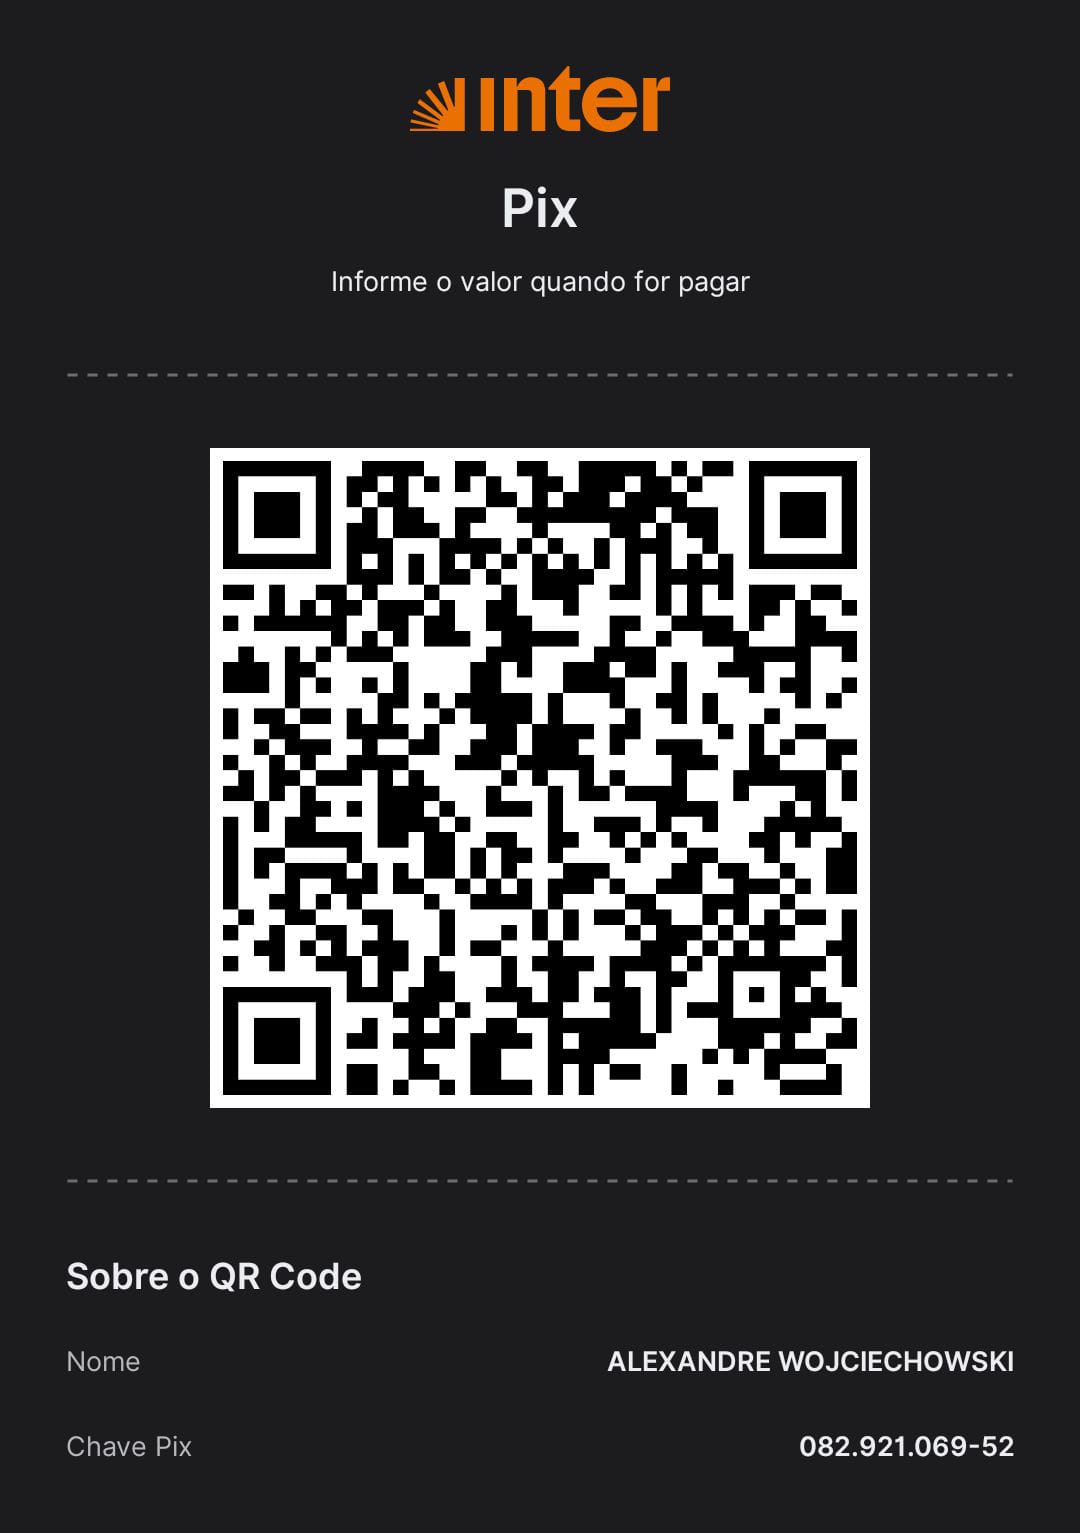 inter
Pix
Informe o valor quando for pagar
Sobre o QR Code
Nome ALEXANDRE WOJCIECHOWSKI
Chave Pix 082.921.069-52